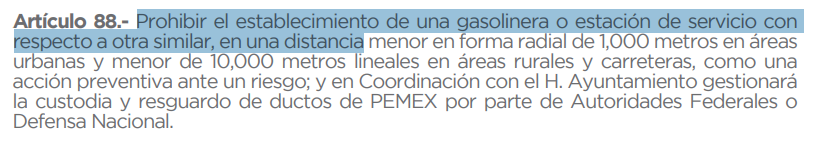 Artículo 88.- Prohibir el establecimiento de una gasolinera o estación de servicio con
respecto a otra similar, en una distancia menor en forma radial de 1,000 metros en áreas
urbanas y menor de 10,000 metros lineales en áreas rurales y carreteras, como una
acción preventiva ante un riesgo; y en Coordinación con el H. Ayuntamiento gestionará
la custodia y resguardo de ductos de PEMEX por parte de Autoridades Federales o
Defensa Nacional.